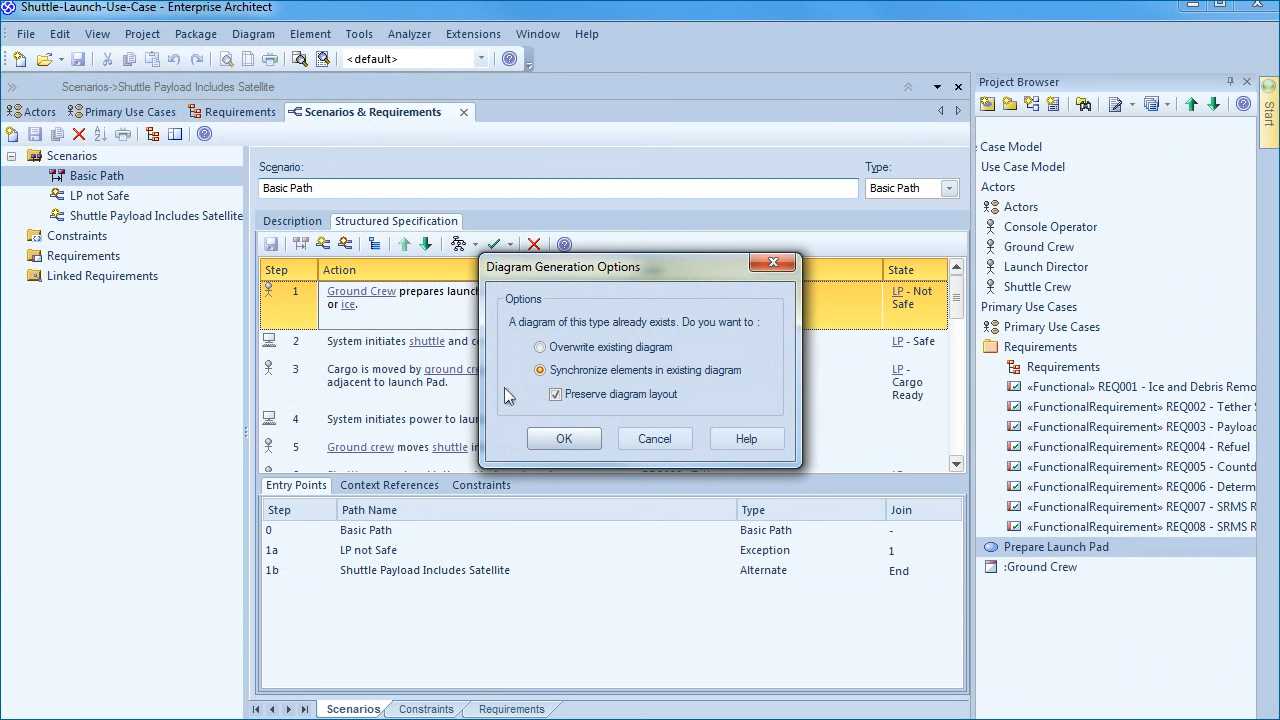 Shuttle-Launch-Use-Case - Enterprise Architect
File Edit View Project Package Diagram Element Tools Analyzer Extensions Window Help
<default>
Scenarios->Shuttle Payload Includes Satellite
Actors Primary Use Cases Requirements Scenarios & Requirements
Scenarios
Basic Path
LP not Safe
Shuttle Payload Includes Satellite
Constraints
Requirements
Linked Requirements
Scenario: Type:
Basic Path Basic Path
Description Structured Specification
Step Action State
1 Ground Crew prepares launch LP - Not
or ice. Safe
2 System initiates shuttle and c LP - Safe
3 Cargo is moved by ground cre LP -
adjacent to launch Pad. Cargo
Ready
4 System initiates power to lau
5 Ground crew moves shuttle i
Diagram Generation Options
Options
A diagram of this type already exists. Do you want to :
Overwrite existing diagram
Synchronize elements in existing diagram
Preserve diagram layout
OK Cancel Help
Entry Points Context References Constraints
Step Path Name Type Join
0 Basic Path Basic Path -
1a LP not Safe Exception 1
1b Shuttle Payload Includes Satellite Alternate End
Scenarios Constraints Requirements
Project Browser
Case Model
Use Case Model
Actors
Actors
Console Operator
Ground Crew
Launch Director
Shuttle Crew
Primary Use Cases
Primary Use Cases
Requirements
Requirements
«Functional» REQ001 - Ice and Debris Remo
«FunctionalRequirement» REQ002 - Tether S
«FunctionalRequirement» REQ003 - Payload
«FunctionalRequirement» REQ004 - Refuel
«FunctionalRequirement» REQ005 - Countd
«FunctionalRequirement» REQ006 - Determ
«FunctionalRequirement» REQ007 - SRMS R
«FunctionalRequirement» REQ008 - SRMS R
Prepare Launch Pad
:Ground Crew
Start